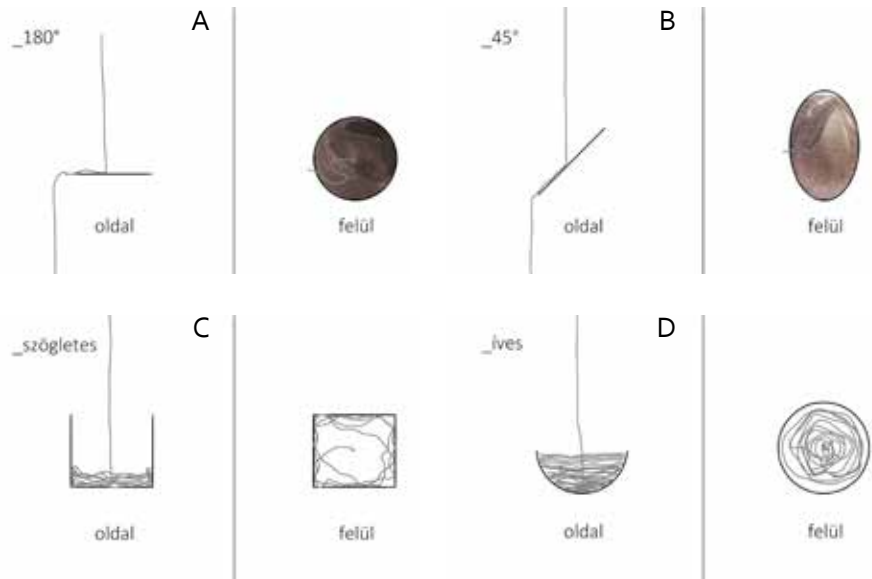 A
_180°
oldal
felül
B
_45°
oldal
felül
C
_szögletes
oldal
felül
D
_íves
oldal
felül